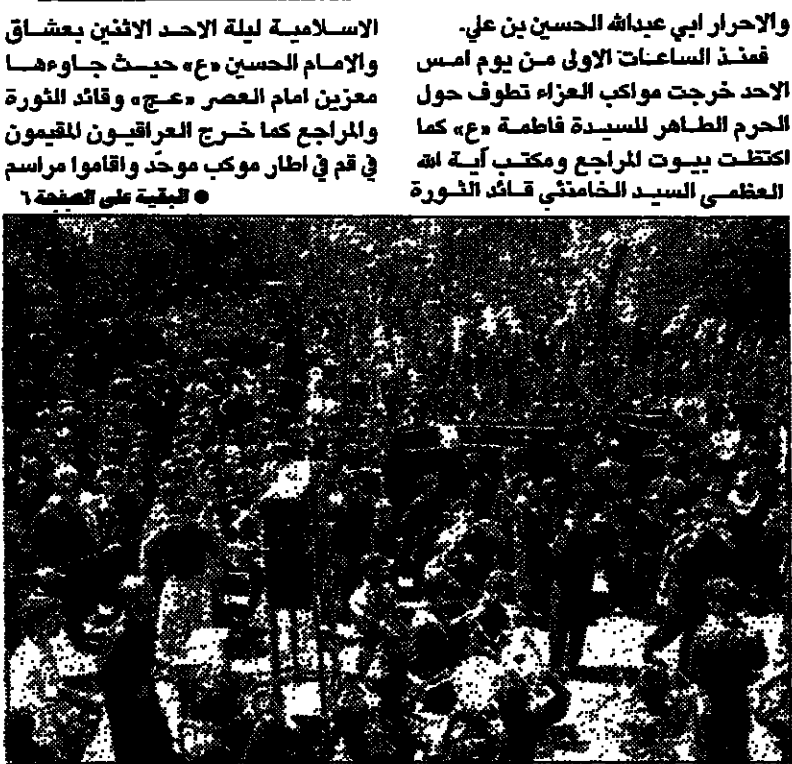 والاحرار ابي عبدالله الحسين بن علي.
فمنذ الساعات الاولى من يوم امس
الاحد خرجت مواكب العزاء تطوف حول
الحرم الطاهر للسيدة فاطمة «ع» كما
اكتظت بيوت المراجع ومكتب آية الله
العظمى السيد الخامنئي قائد الثورة
الاسلامية ليلة الاحد الاثنين بعشاق
والامام الحسين «ع» حيث جاوءها
معزين امام العصر «عج» وقائد الثورة
والمراجع كما خرج العراقيون المقيمون
في قم في اطار موكب موحد واقاموا مراسم
● البقية على الصفحة ٦